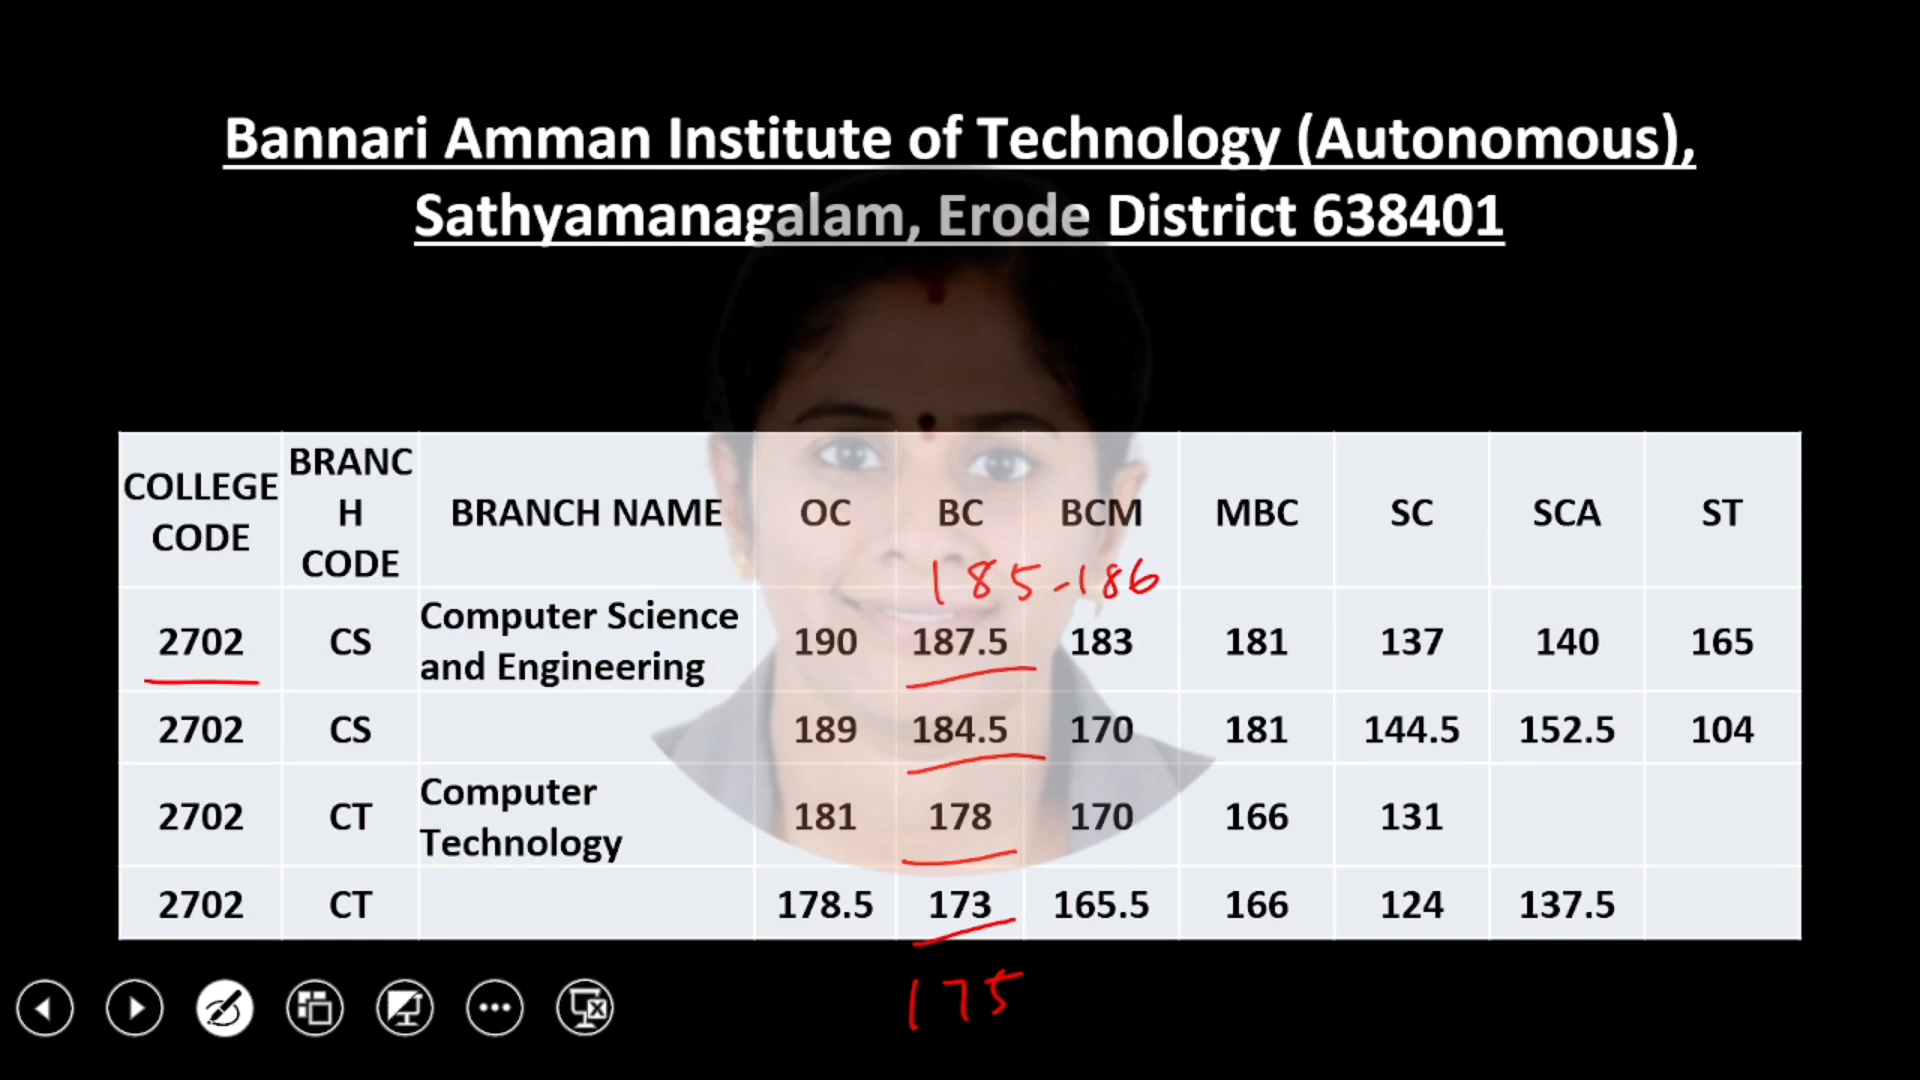 Bannari Amman Institute of Technology (Autonomous),
Sathyamanagalam, Erode District 638401
COLLEGE CODE BRANC H CODE BRANCH NAME OC BC BCM MBC SC SCA ST
185-186
2702 CS Computer Science and Engineering 190 187.5 183 181 137 140 165
2702 CS 189 184.5 170 181 144.5 152.5 104
2702 CT Computer Technology 181 178 170 166 131
2702 CT 178.5 173 165.5 166 124 137.5
175